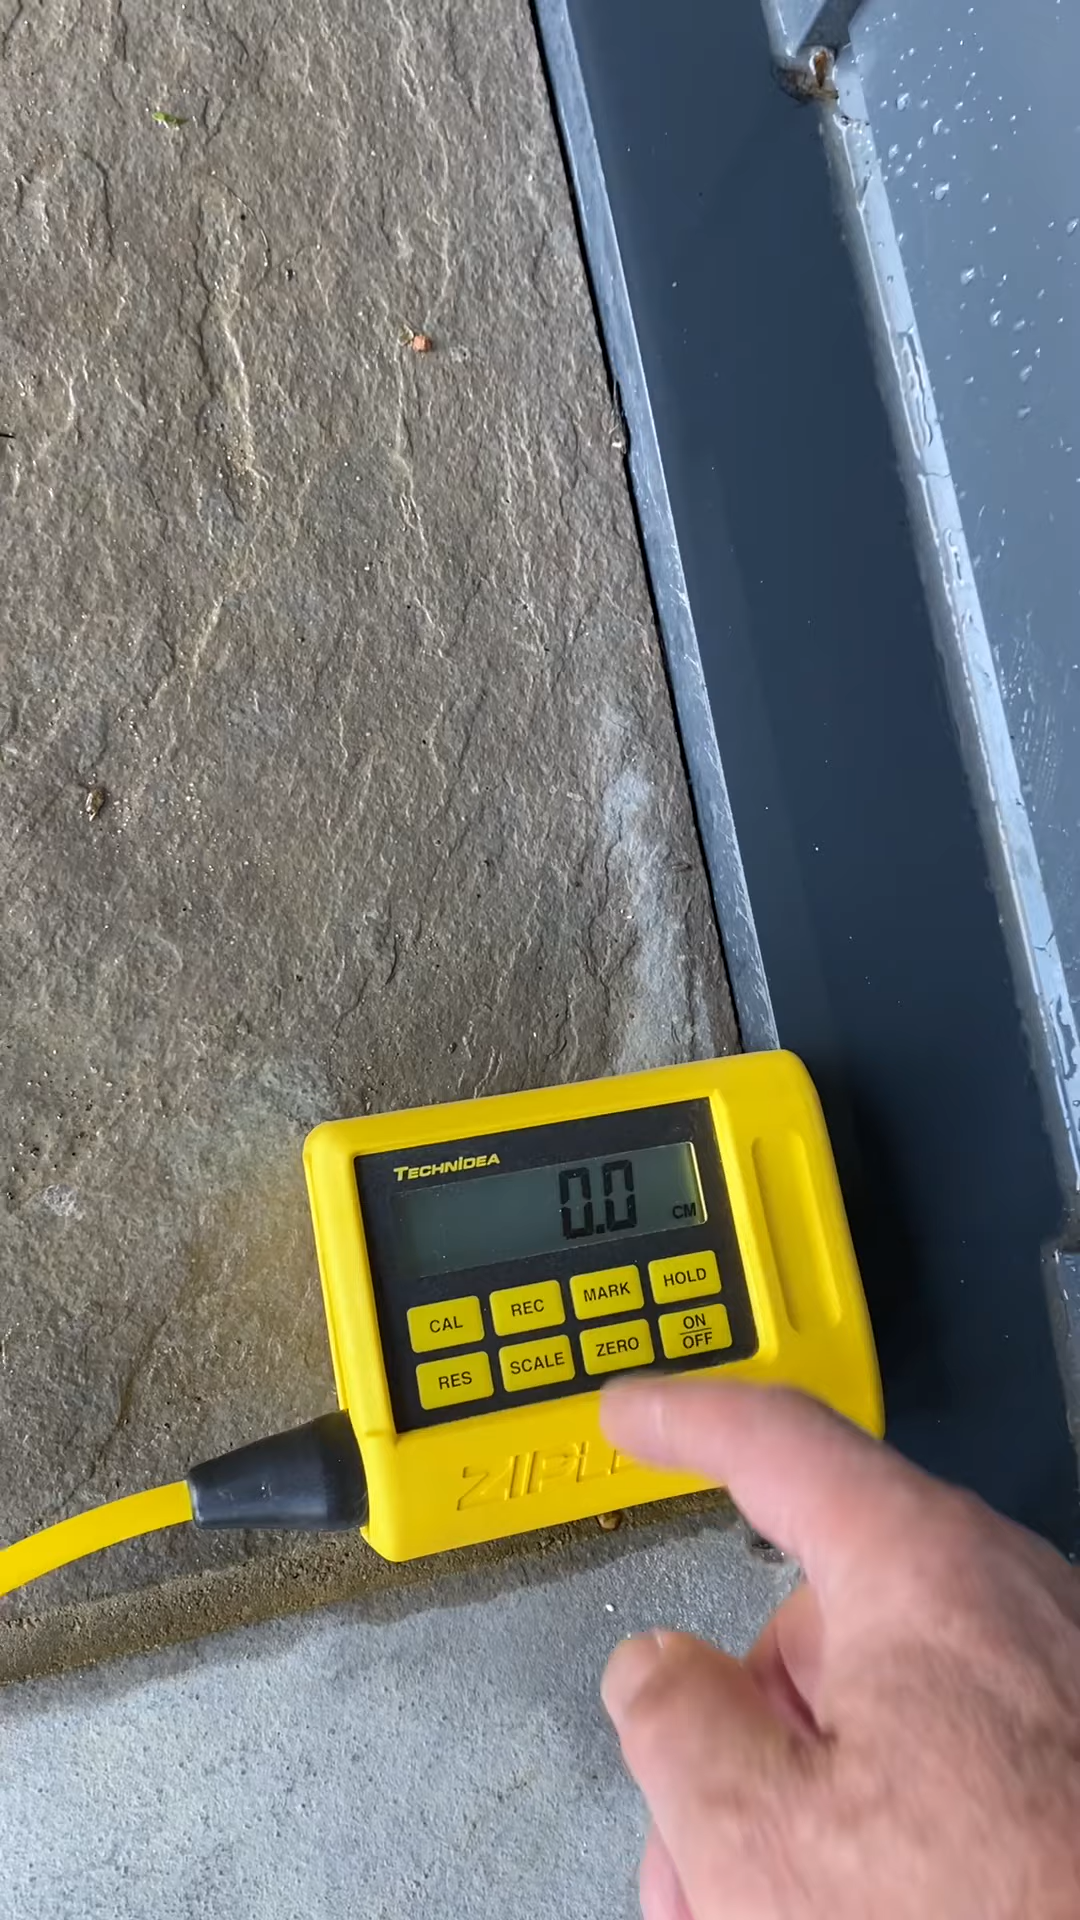 TECHNIDEA
0.0 CM
CAL REC MARK HOLD
RES SCALE ZERO ON
OFF